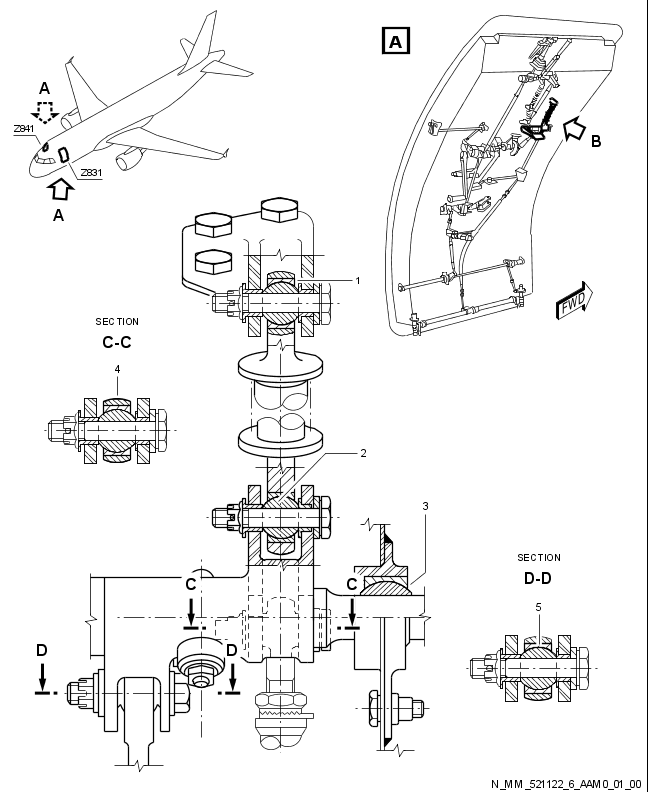 A
A
Z841
B
Z831
A
FWD
1
SECTION
C-C
4
2
3
SECTION
D-D
C
C
5
D
D
N_MM_521122_6_AAM0_01_00